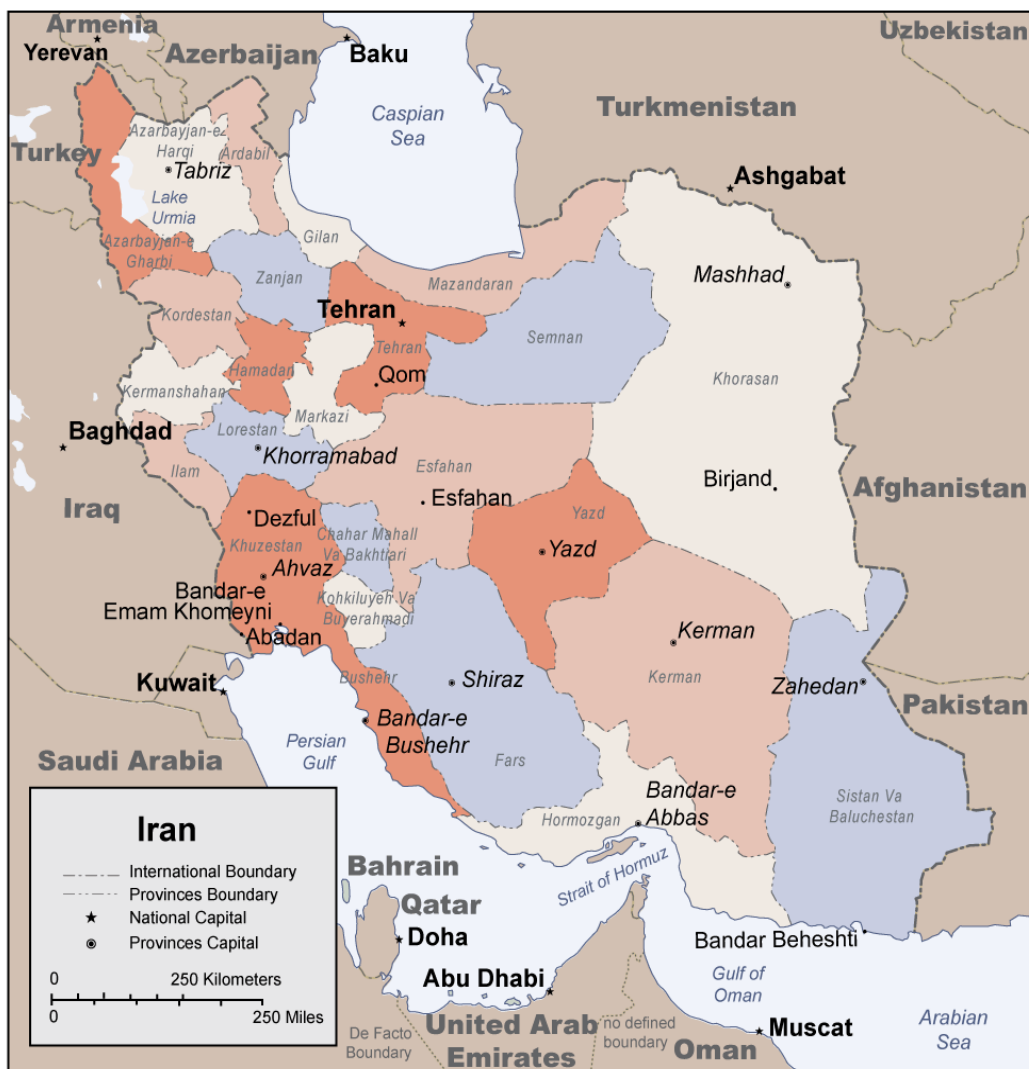 Armenia
Yerevan
Azerbaijan
Baku
Uzbekistan
Caspian
Sea
Turkmenistan
Turkey
Azarbayjan-e
Harqi
Ardabil
Tabriz
Ashgabat
Lake
Urmia
Azarbayjan-e
Gharbi
Gilan
Zanjan
Mazandaran
Mashhad
Kordestan
Tehran
Tehran
Semnan
Hamadan
Qom
Khorasan
Kermanshahan
Markazi
Baghdad
Lorestan
Khorramabad
Ilam
Esfahan
Esfahan
Birjand
Afghanistan
Iraq
Dezful
Khuzestan
Chahar Mahall
Va Bakhtiari
Yazd
Yazd
Ahvaz
Bandar-e
Emam Khomeyni
Kohkiluyeh Va
Buyerahmadi
Abadan
Kerman
Kerman
Kuwait
Bushehr
Shiraz
Zahedan
Pakistan
Bandar-e
Bushehr
Persian
Gulf
Saudi Arabia
Fars
Bandar-e
Abbas
Hormozgan
Sistan Va
Baluchestan
Strait of Hormuz
Bahrain
Qatar
Doha
Bandar Beheshti
Abu Dhabi
Gulf of
Oman
United Arab
Emirates
De Facto
Boundary
no defined
boundary
Oman
Muscat
Arabian
Sea
Iran
International Boundary
Provinces Boundary
National Capital
Provinces Capital
0 250 Kilometers
0 250 Miles